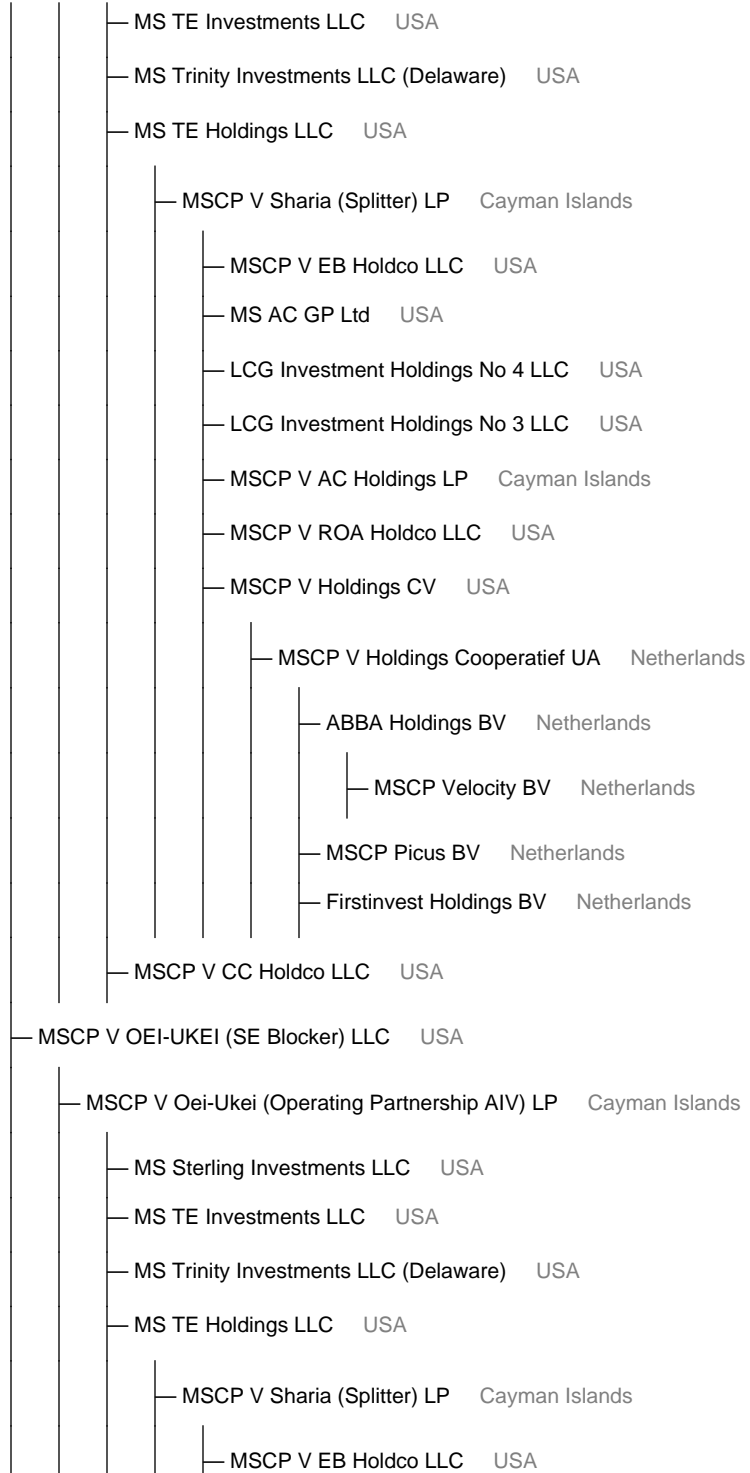 MS TE Investments LLC USA
MS Trinity Investments LLC (Delaware) USA
MS TE Holdings LLC USA
MSCP V Sharia (Splitter) LP Cayman Islands
MSCP V EB Holdco LLC USA
MS AC GP Ltd USA
LCG Investment Holdings No 4 LLC USA
LCG Investment Holdings No 3 LLC USA
MSCP V AC Holdings LP Cayman Islands
MSCP V ROA Holdco LLC USA
MSCP V Holdings CV USA
MSCP V Holdings Cooperatief UA Netherlands
ABBA Holdings BV Netherlands
MSCP Velocity BV Netherlands
MSCP Picus BV Netherlands
Firstinvest Holdings BV Netherlands
MSCP V CC Holdco LLC USA
MSCP V OEI-UKEI (SE Blocker) LLC USA
MSCP V Oei-Ukei (Operating Partnership AIV) LP Cayman Islands
MS Sterling Investments LLC USA
MS TE Investments LLC USA
MS Trinity Investments LLC (Delaware) USA
MS TE Holdings LLC USA
MSCP V Sharia (Splitter) LP Cayman Islands
MSCP V EB Holdco LLC USA